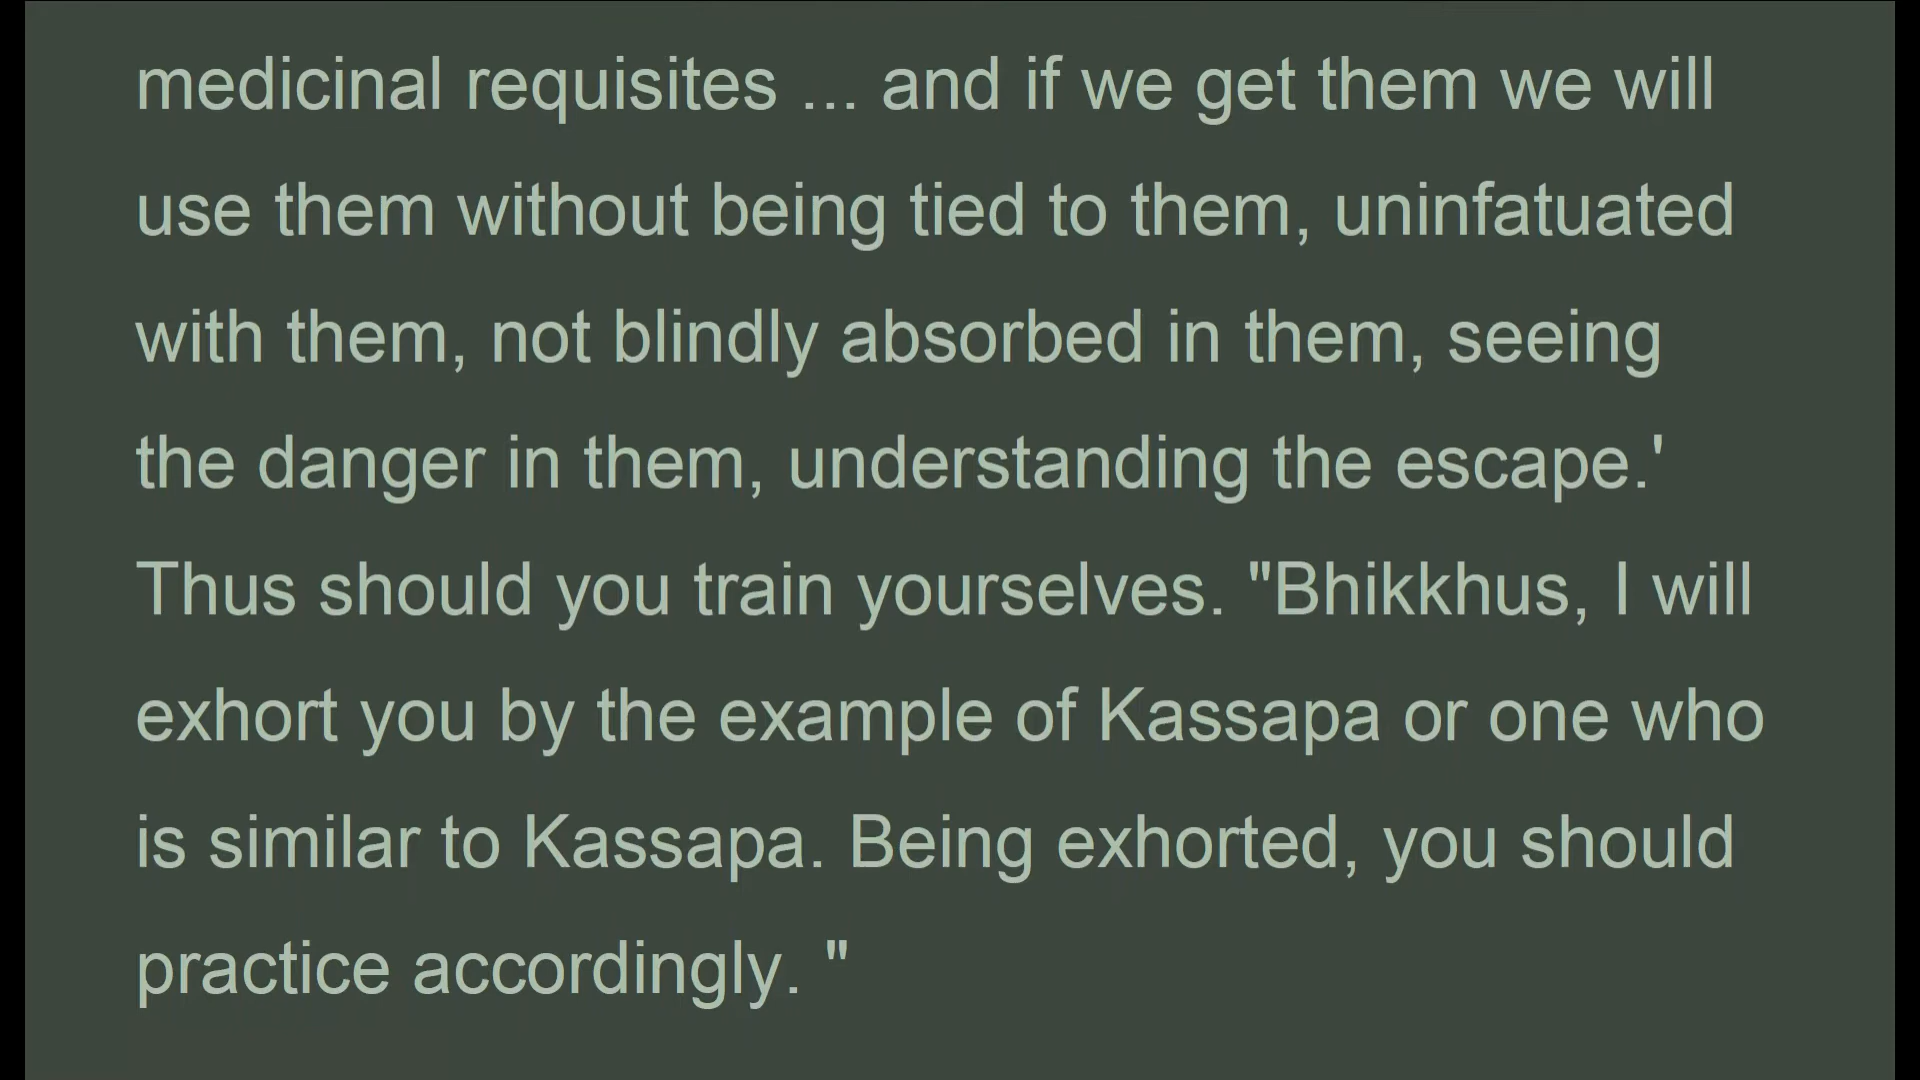 medicinal requisites ... and if we get them we will
use them without being tied to them, uninfatuated
with them, not blindly absorbed in them, seeing
the danger in them, understanding the escape.'
Thus should you train yourselves. "Bhikkhus, I will
exhort you by the example of Kassapa or one who
is similar to Kassapa. Being exhorted, you should
practice accordingly. "